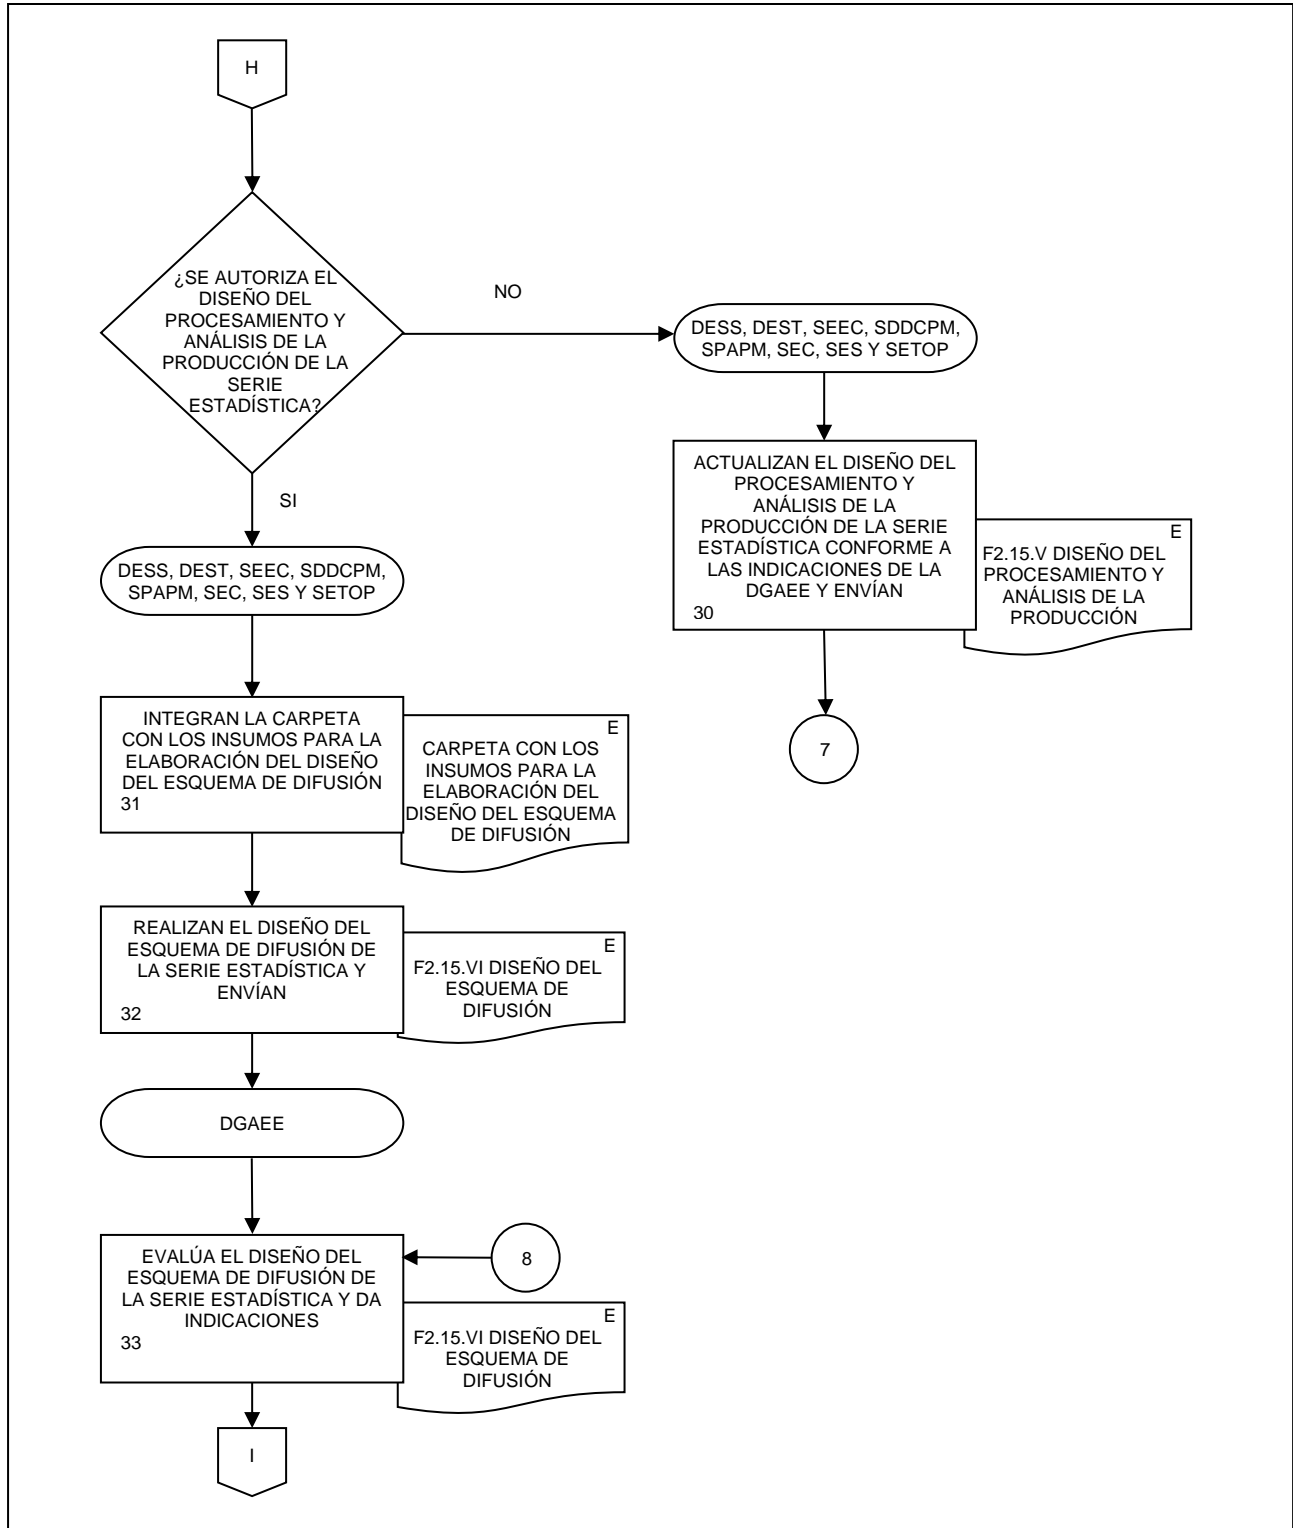 H
¿SE AUTORIZA EL
DISEÑO DEL
PROCESAMIENTO Y
ANÁLISIS DE LA
PRODUCCIÓN DE LA
SERIE
ESTADÍSTICA?
NO
DESS, DEST, SEEC, SDDCPM,
SPAPM, SEC, SES Y SETOP
ACTUALIZAN EL DISEÑO DEL
PROCESAMIENTO Y
ANÁLISIS DE LA
PRODUCCIÓN DE LA SERIE
ESTADÍSTICA CONFORME A
LAS INDICACIONES DE LA
DGAEE Y ENVÍAN
30
E
F2.15.V DISEÑO DEL
PROCESAMIENTO Y
ANÁLISIS DE LA
PRODUCCIÓN
7
SI
DESS, DEST, SEEC, SDDCPM,
SPAPM, SEC, SES Y SETOP
INTEGRAN LA CARPETA
CON LOS INSUMOS PARA LA
ELABORACIÓN DEL DISEÑO
DEL ESQUEMA DE DIFUSIÓN
31
E
CARPETA CON LOS
INSUMOS PARA LA
ELABORACIÓN DEL
DISEÑO DEL ESQUEMA
DE DIFUSIÓN
REALIZAN EL DISEÑO DEL
ESQUEMA DE DIFUSIÓN DE
LA SERIE ESTADÍSTICA Y
ENVÍAN
32
E
F2.15.VI DISEÑO DEL
ESQUEMA DE
DIFUSIÓN
DGAEE
EVALÚA EL DISEÑO DEL
ESQUEMA DE DIFUSIÓN DE
LA SERIE ESTADÍSTICA Y DA
INDICACIONES
33
8
E
F2.15.VI DISEÑO DEL
ESQUEMA DE
DIFUSIÓN
I